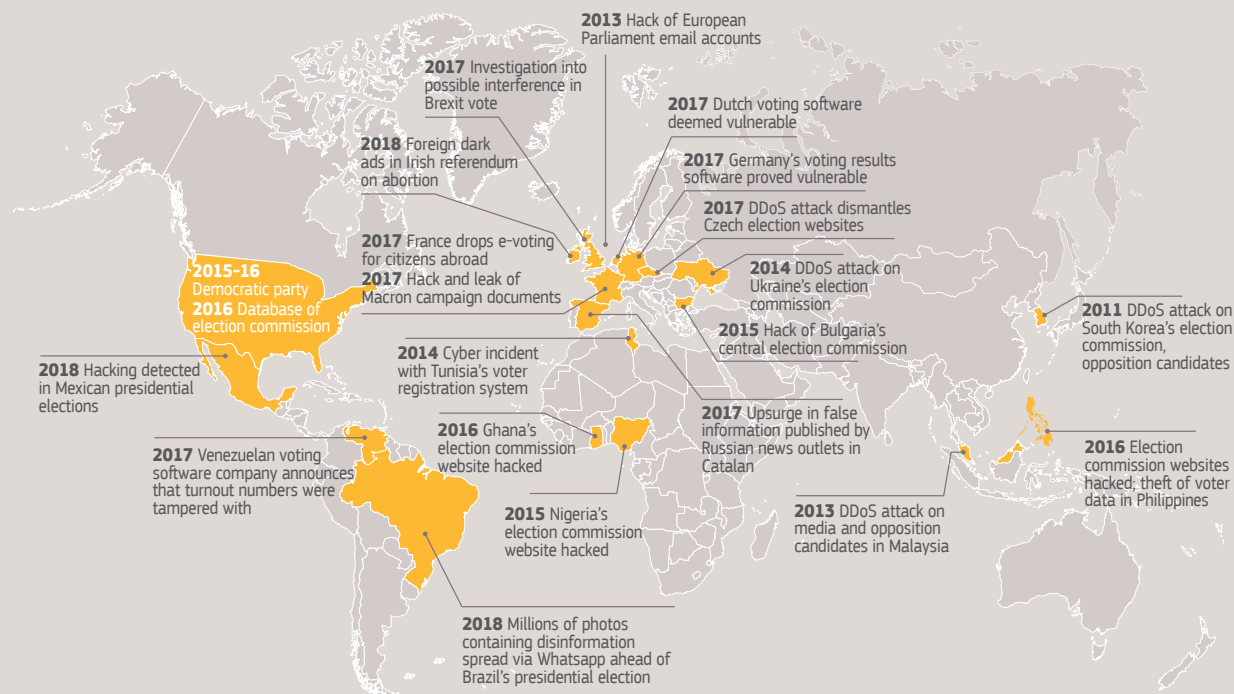 2013 Hack of European
Parliament email accounts
2017 Investigation into
possible interference in
Brexit vote
2017 Dutch voting software
deemed vulnerable
2018 Foreign dark
ads in Irish referendum
on abortion
2017 Germany's voting results
software proved vulnerable
2017 DDoS attack dismantles
Czech election websites
2017 France drops e-voting
for citizens abroad
2017 Hack and leak of
Macron campaign documents
2015-16
Democratic party
2016 Database of
election commission
2014 DDoS attack on
Ukraine's election
commission
2011 DDoS attack on
South Korea's election
commission,
opposition candidates
2015 Hack of Bulgaria's
central election commission
2018 Hacking detected
in Mexican presidential
elections
2014 Cyber incident
with Tunisia's voter
registration system
2016 Ghana's
election commission
website hacked
2017 Upsurge in false
information published by
Russian news outlets in
Catalan
2017 Venezuelan voting
software company announces
that turnout numbers were
tampered with
2016 Election
commission websites
hacked; theft of voter
data in Philippines
2015 Nigeria's
election commission
website hacked
2013 DDoS attack on
media and opposition
candidates in Malaysia
2018 Millions of photos
containing disinformation
spread via Whatsapp ahead of
Brazil's presidential election